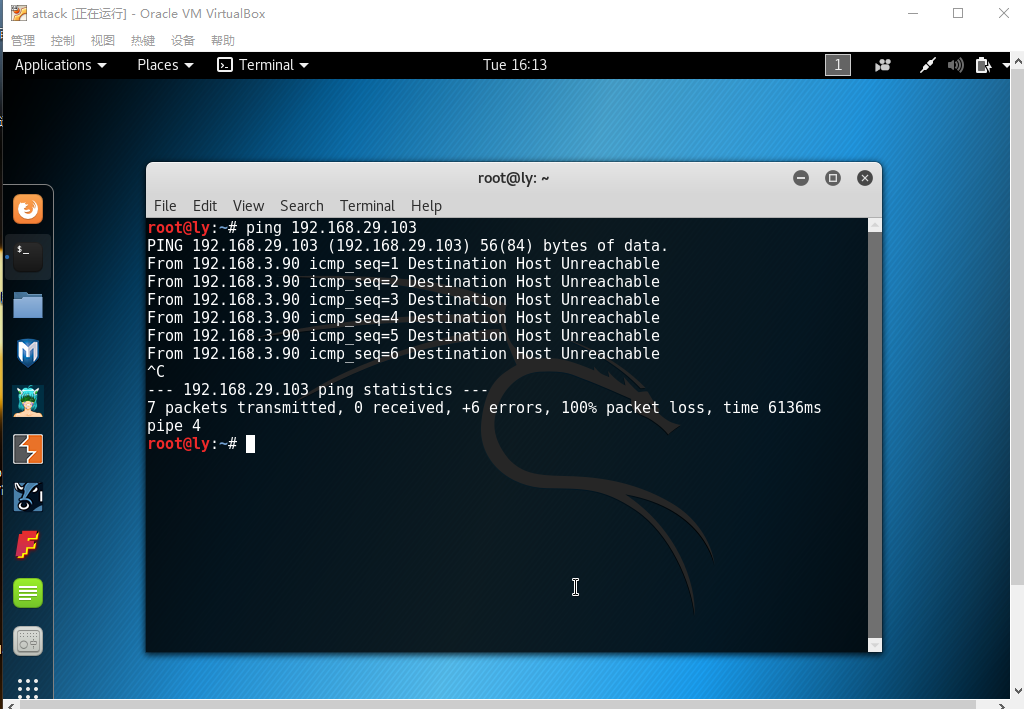 attack [正在运行] - Oracle VM VirtualBox
管理 控制 视图 热键 设备 帮助
Applications Places Terminal Tue 16:13 1
root@ly: ~
File Edit View Search Terminal Help
root@ly:~# ping 192.168.29.103
PING 192.168.29.103 (192.168.29.103) 56(84) bytes of data.
From 192.168.3.90 icmp_seq=1 Destination Host Unreachable
From 192.168.3.90 icmp_seq=2 Destination Host Unreachable
From 192.168.3.90 icmp_seq=3 Destination Host Unreachable
From 192.168.3.90 icmp_seq=4 Destination Host Unreachable
From 192.168.3.90 icmp_seq=5 Destination Host Unreachable
From 192.168.3.90 icmp_seq=6 Destination Host Unreachable
^C
--- 192.168.29.103 ping statistics ---
7 packets transmitted, 0 received, +6 errors, 100% packet loss, time 6136ms
pipe 4
root@ly:~#